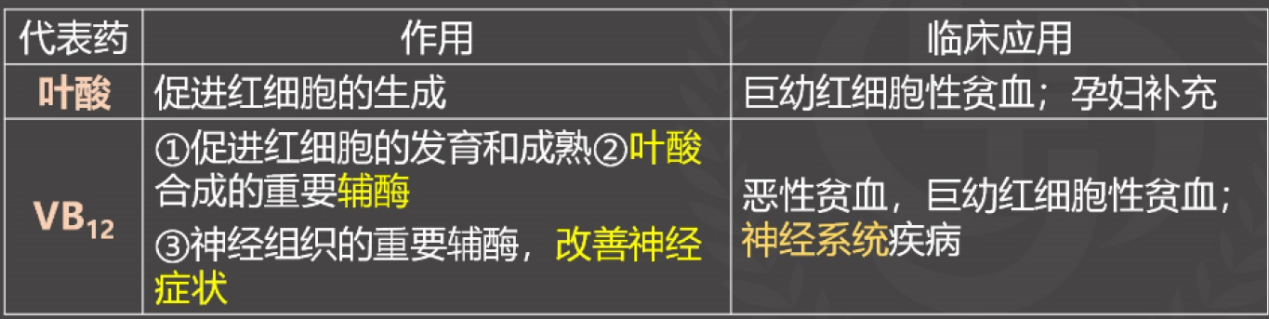 代表药 作用 临床应用
叶酸 促进红细胞的生成 巨幼红细胞性贫血；孕妇补充
VB12
①促进红细胞的发育和成熟②叶酸
合成的重要辅酶
③神经组织的重要辅酶，改善神经
症状
恶性贫血，巨幼红细胞性贫血；
神经系统疾病